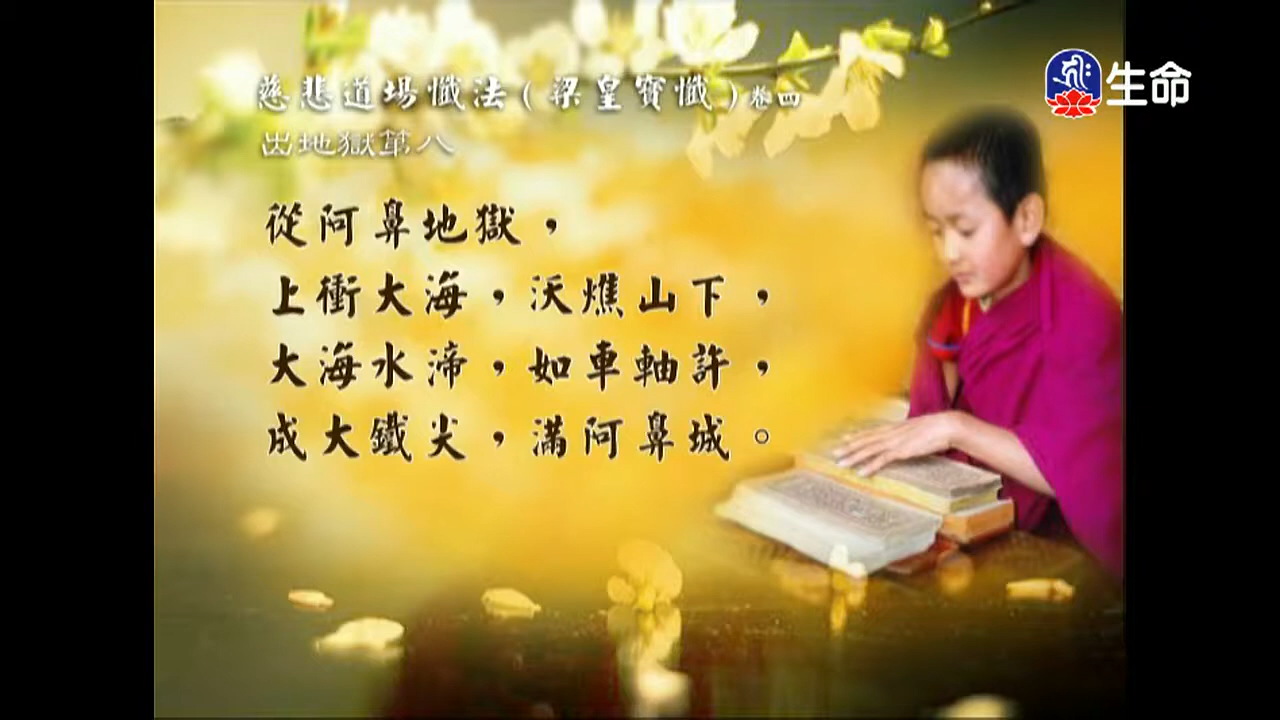 慈悲道場懺法(梁皇寶懺)卷四
出地獄第八
生命
從阿鼻地獄，
上衝大海，沃燋山下，
大海水渧，如車軸許，
成大鐵尖，滿阿鼻城。